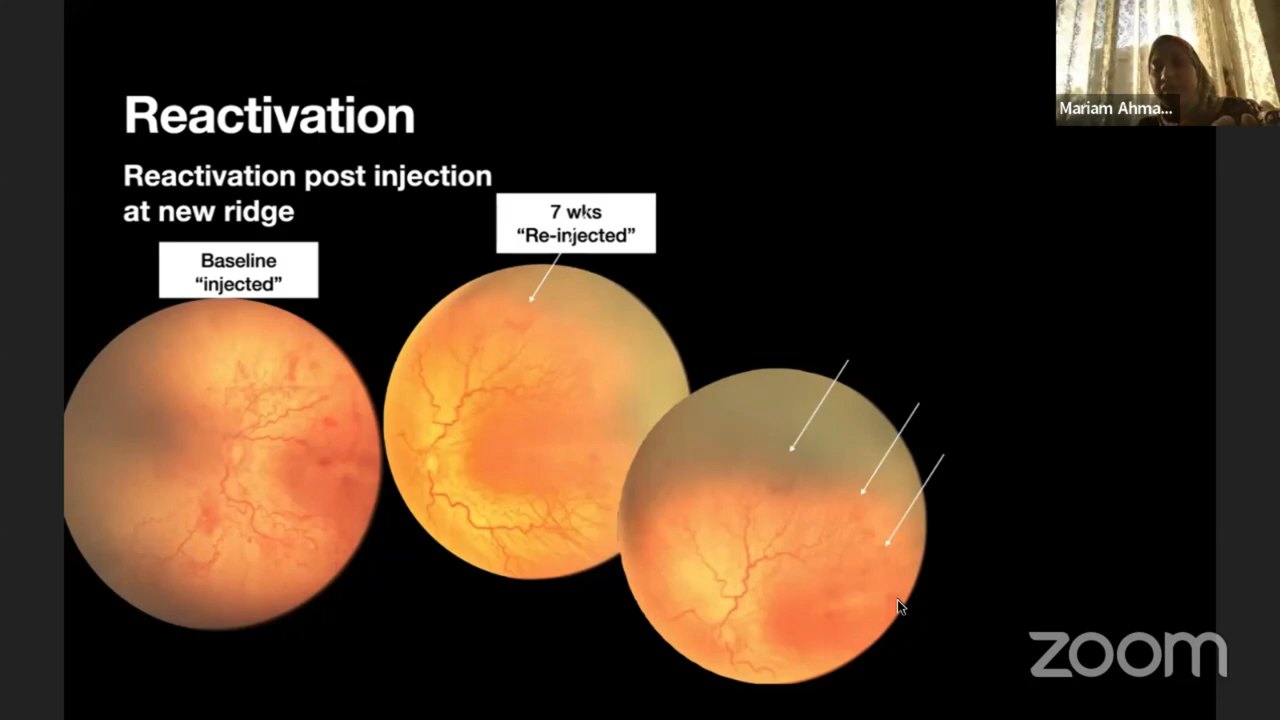 Reactivation
Reactivation post injection
at new ridge
7 wks
“Re-injected”
Baseline
“injected”
Mariam Ahma...
zoom